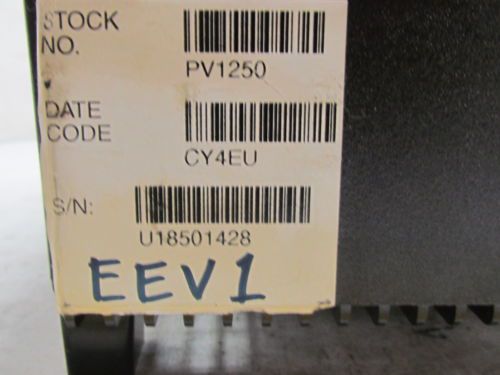 STOCK
NO.
PV1250
DATE
CODE
CY4EU
S/N:
U18501428
EEV1